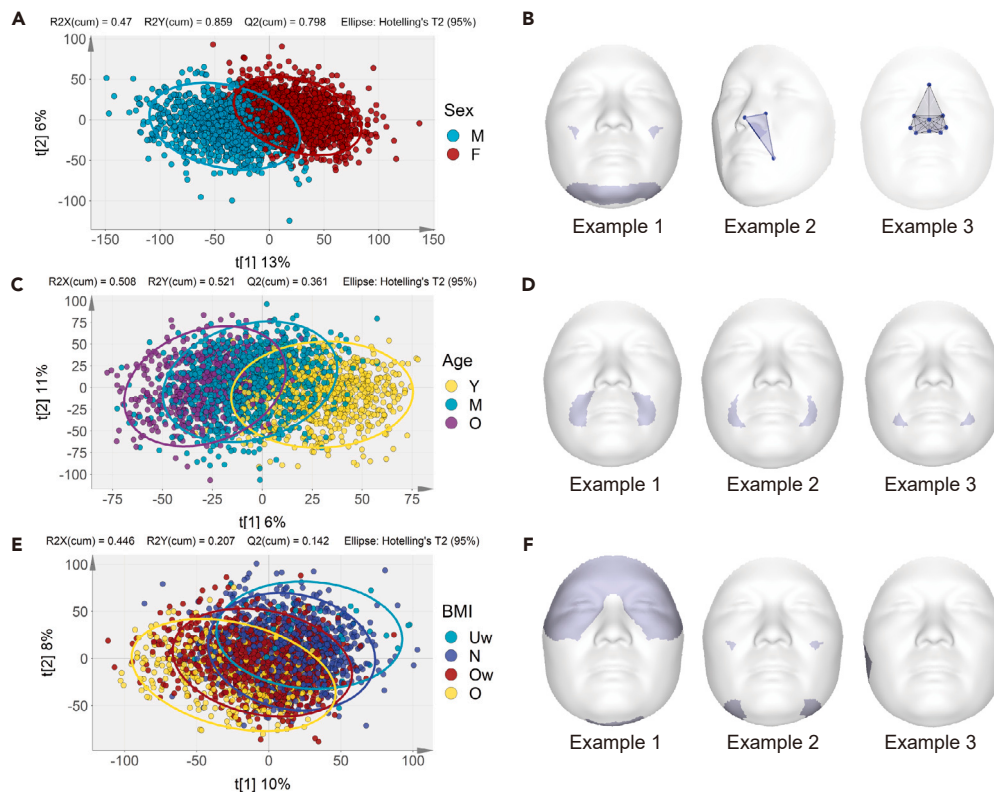 A
R2X(cum) = 0.47 R2Y(cum) = 0.859 Q2(cum) = 0.798 Ellipse: Hotelling's T2 (95%)
100
50
0
-50
-100
t[2] 6%
-150 -100 -50 0 50 100 150
t[1] 13%
Sex
M
F
B
Example 1 Example 2 Example 3
C
R2X(cum) = 0.508 R2Y(cum) = 0.521 Q2(cum) = 0.361 Ellipse: Hotelling's T2 (95%)
100
75
50
25
0
-25
-50
-75
-100
t[2] 11%
-75 -50 -25 0 25 50 75
t[1] 6%
Age
Y
M
O
D
Example 1 Example 2 Example 3
E
R2X(cum) = 0.446 R2Y(cum) = 0.207 Q2(cum) = 0.142 Ellipse: Hotelling's T2 (95%)
100
50
0
-50
t[2] 8%
-100 -50 0 50 100
t[1] 10%
BMI
Uw
N
Ow
O
F
Example 1 Example 2 Example 3